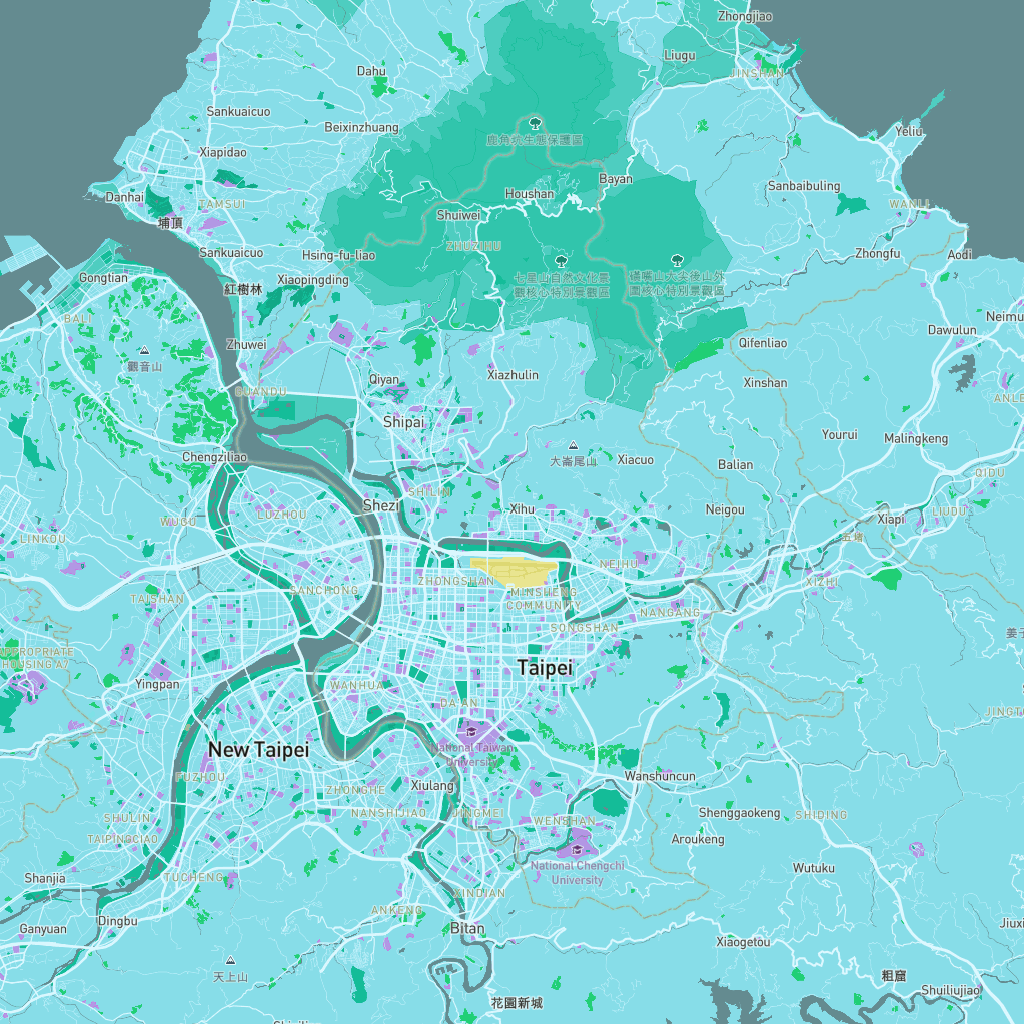 Zhongjiao
Liugu
Dahu
JINSHAN
Sankuaicuo
Beixinzhuang
Yeliu
鹿角坑生態保護區
Xiapidao
Bayan
Sanbaibuling
Danhai
Houshan
TAMSUI
WANLI
Shuiwei
埔頂
ZHUZIHU
Sankuaicuo
Hsing-fu-liao
Zhongfu
Aodi
Gongtian
Xiaopingding
七星山自然文化景
觀核心特別景觀區
磺嘴山大尖後山外
圍核心特別景觀區
紅樹林
BALI
Neimu
Dawulun
Zhuwei
Qifenliao
觀音山
Qiyan
Xiazhulin
Xinshan
GUANDU
ANLE
Shipai
Yourui
Malingkeng
Chengziliao
大崙尾山
Xiacuo
Balian
QIDU
SHILIN
Shezi
Xihu
Neigou
LIUDU
LUZHOU
WUGU
Xiapi
LINKOU
五堵
NEIHU
ZHONGSHAN
XIZHI
SANCHONG
MINSHENG
COMMUNITY
TAISHAN
NANGANG
SONGSHAN
APPROPRIATE
HOUSING A7
Taipei
Yingpan
WANHUA
DA'AN
JINGTO
New Taipei
National Taiwan
University
FUZHOU
Wanshuncun
Xiulang
ZHONGHE
NANSHIJIAO
JINGMEI
Shenggaokeng
SHIDING
SHULIN
WENSHAN
TAIPINGQIAO
Aroukeng
National Chengchi
University
Wutuku
Shanjia
TUCHENG
XINDIAN
ANKENG
Dingbu
Ganyuan
Bitan
Jiuxi
Xiaogetou
天上山
粗窟
Shuiliujiao
花園新城